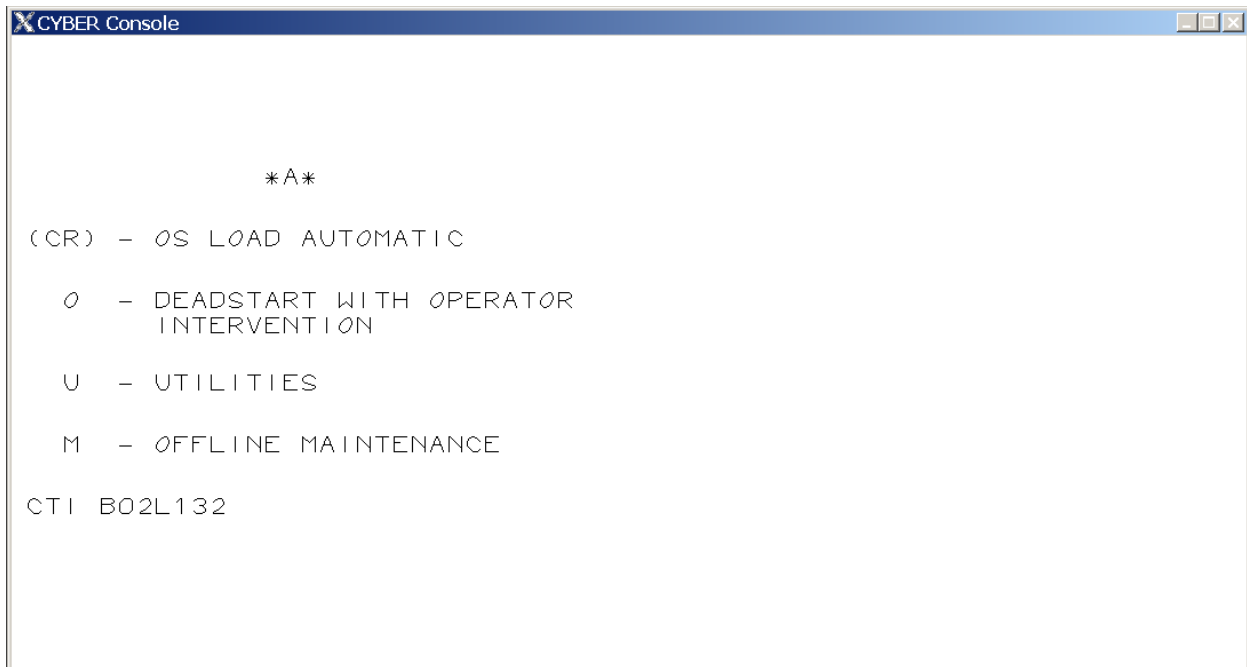 CYBER Console
*A*
(CR) - OS LOAD AUTOMATIC
O - DEADSTART WITH OPERATOR
INTERVENTION
U - UTILITIES
M - OFFLINE MAINTENANCE
CTI B02L132